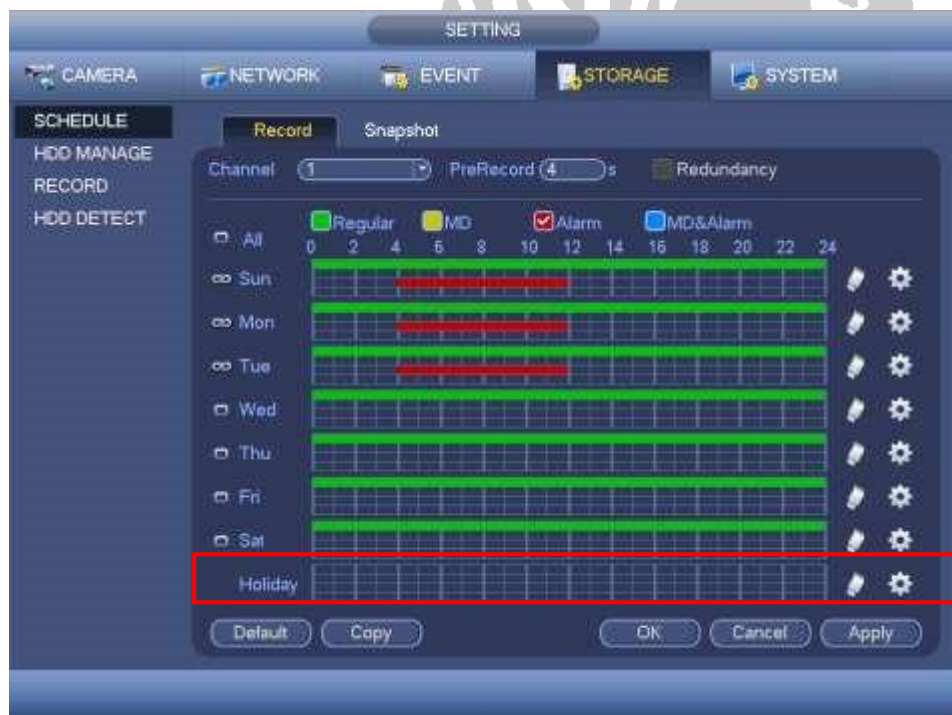 SETTING
CAMERA NETWORK EVENT STORAGE SYSTEM
SCHEDULE
HDD MANAGE
RECORD
HDD DETECT
Record Snapshot
Channel 1 PreRecord 4 s Redundancy
Regular MD Alarm MD&Alarm
All 0 2 4 6 8 10 12 14 16 18 20 22 24
Sun
Mon
Tue
Wed
Thu
Fri
Sat
Holiday
Default Copy OK Cancel Apply